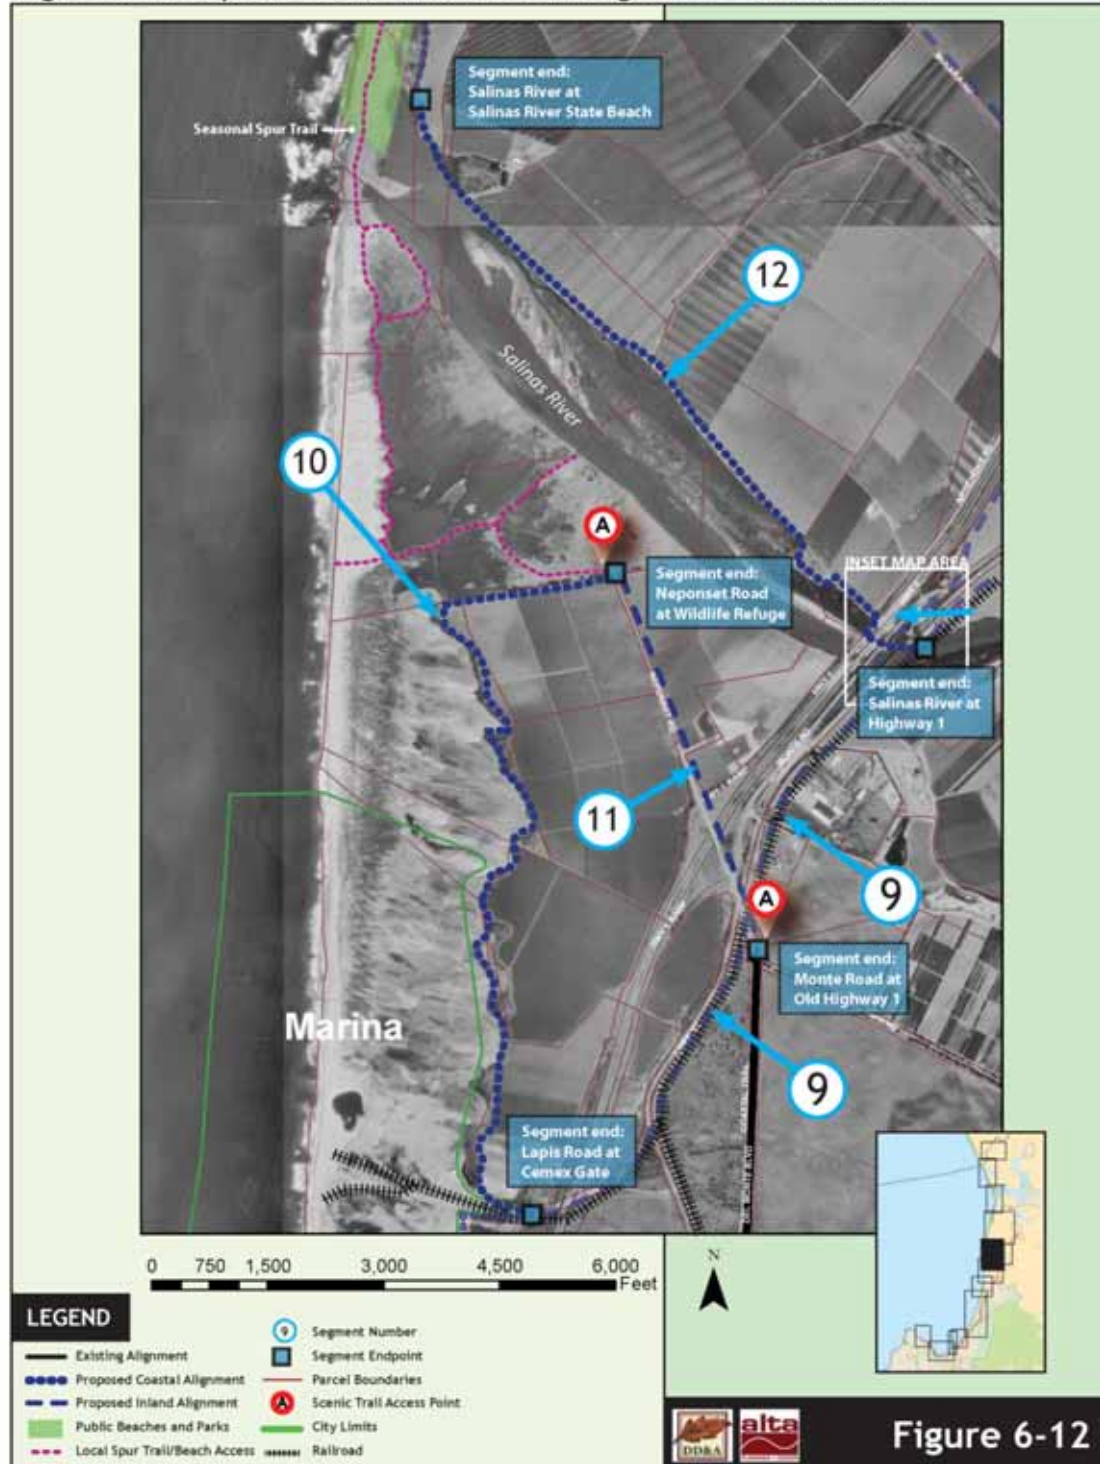 Segment end:
Salinas River at
Salinas River State Beach
Seasonal Spur Trail
12
Salinas River
10
A
INSET MAP AREA
Segment end:
Neponset Road
at Wildlife Refuge
Segment end:
Salinas River at
Highway 1
11
9
A
Segment end:
Monte Road at
Old Highway 1
Marina
9
Segment end:
Lapis Road at
Cemex Gate
0 750 1,500 3,000 4,500 6,000
Feet
N
LEGEND
9 Segment Number
Existing Alignment
Segment Endpoint
Proposed Coastal Alignment
Parcel Boundaries
Proposed Inland Alignment
A Scenic Trail Access Point
Public Beaches and Parks
City Limits
Local Spur Trail/Beach Access
Railroad
DD&A
alta
Figure 6-12